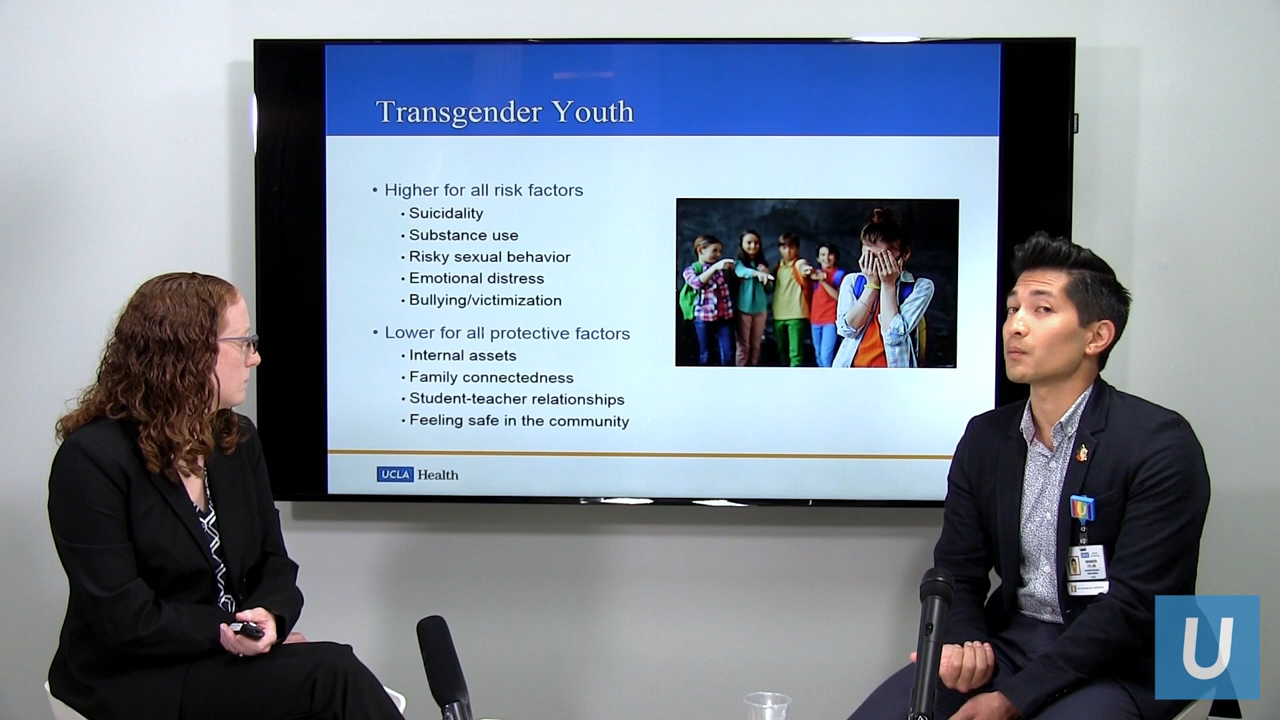 Transgender Youth
• Higher for all risk factors
• Suicidality
• Substance use
• Risky sexual behavior
• Emotional distress
• Bullying/victimization
• Lower for all protective factors
• Internal assets
• Family connectedness
• Student-teacher relationships
• Feeling safe in the community
UCLA Health
U